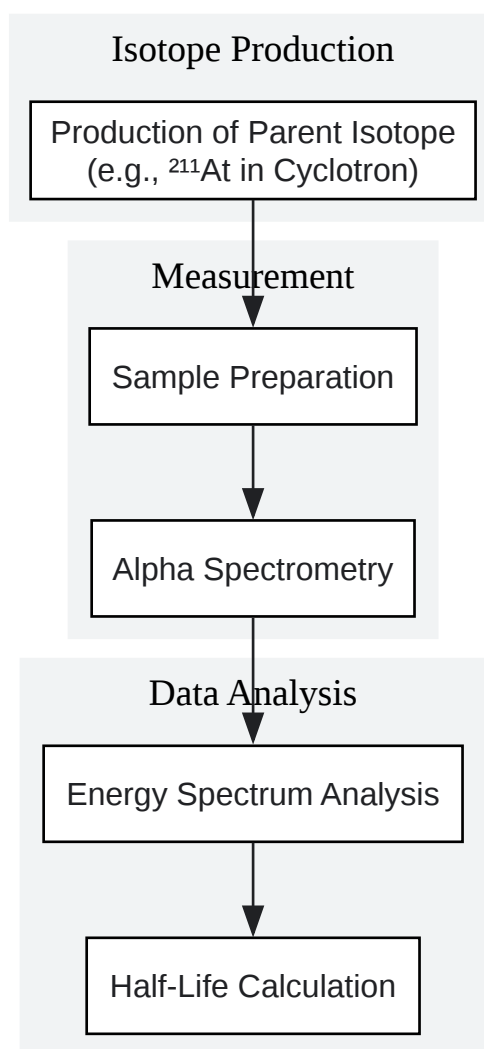 Isotope Production
Production of Parent Isotope
(e.g., ²¹¹At in Cyclotron)
Measurement
Sample Preparation
Alpha Spectrometry
Data Analysis
Energy Spectrum Analysis
Half-Life Calculation